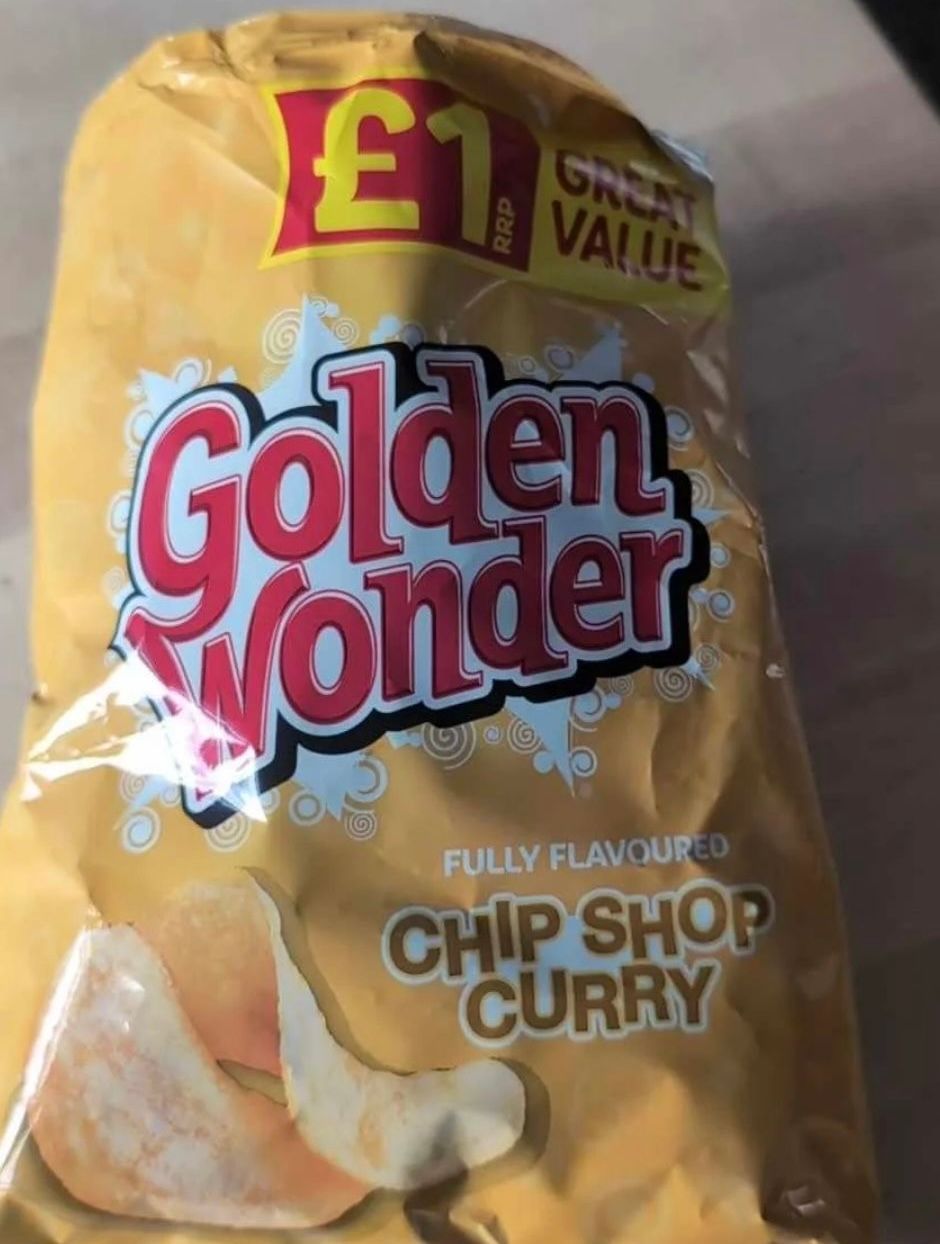 £1
RRP
GREAT
VALUE
Golden
Wonder
FULLY FLAVOURED
CHIP SHOP
CURRY